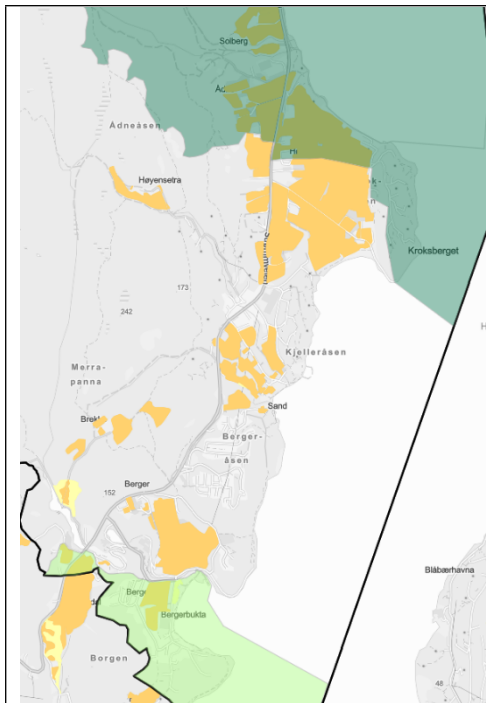 Solberg
Ådneåsen
Høyensetra
Kroksberget
173
242
Kjelleråsen
Merra-
panna
Sand
Berger-
åsen
Berger
152
Bergerbukta
Blåbærhavna
Borgen
48